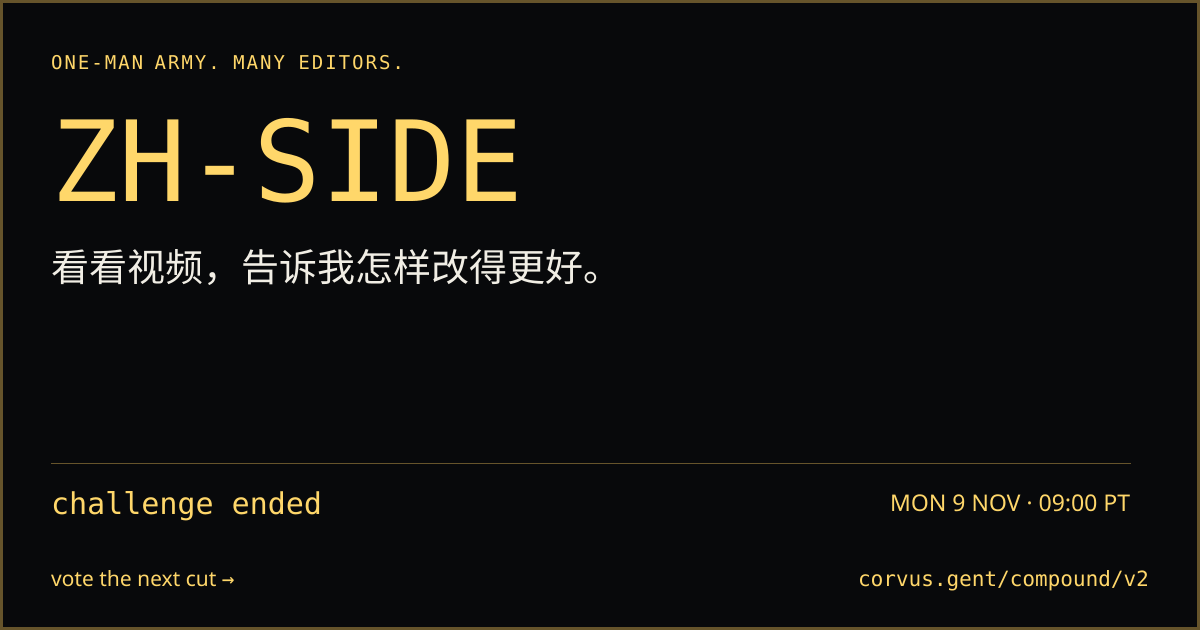 ONE-MAN ARMY. MANY EDITORS.
ZH-SIDE
看看视频，告诉我怎样改得更好。
challenge ended
MON 9 NOV · 09:00 PT
vote the next cut →
corvus.gent/compound/v2